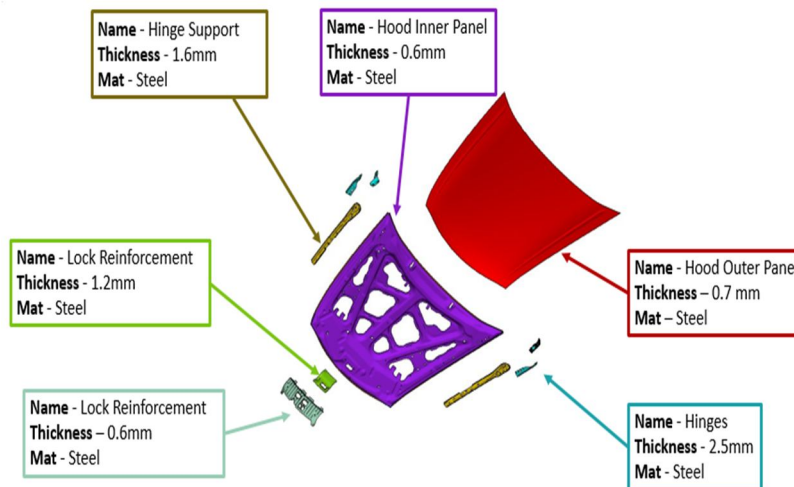 Name - Hinge Support
Thickness - 1.6mm
Mat - Steel
Name - Hood Inner Panel
Thickness - 0.6mm
Mat - Steel
Name - Lock Reinforcement
Thickness - 1.2mm
Mat - Steel
Name - Hood Outer Pane
Thickness – 0.7 mm
Mat – Steel
Name - Lock Reinforcement
Thickness – 0.6mm
Mat - Steel
Name - Hinges
Thickness - 2.5mm
Mat - Steel